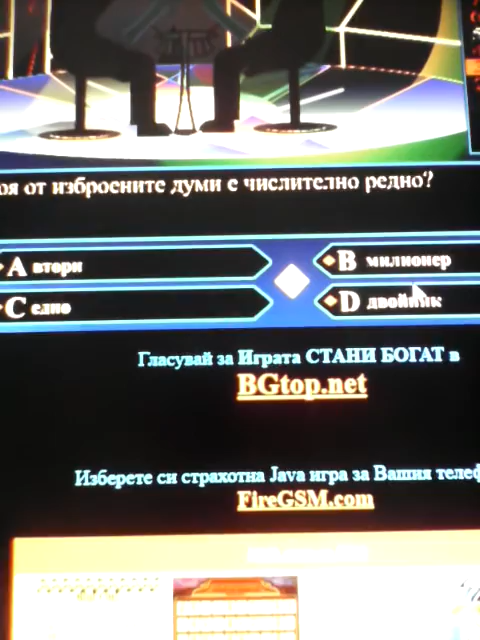 оя от изброените думи е числително редно?
A втори
B милионер
C едно
D двойник
Гласувай за Играта СТАНИ БОГАТ в
BGtop.net
Изберете си страхотна Java игра за Вашия телеф
FireGSM.com